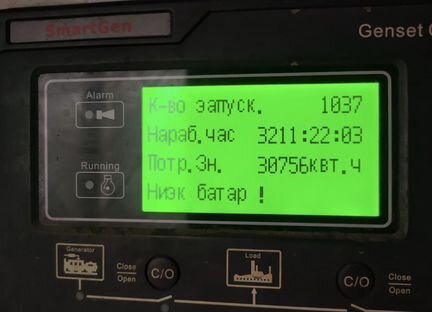 SmartGen
Genset C
Alarm
К-во запуск. 1037
Нараб.час 3211:22:03
Running
Потр.Эн. 30756квт.ч
Низк батар !
Generator
Close
Open
C/O
Load
C/O
Close
Open